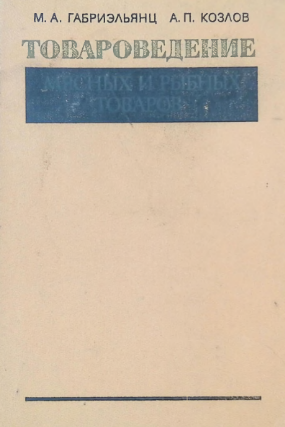 М. А. ГАБРИЭЛЬЯНЦ А. П. КОЗЛОВ
ТОВАРОВЕДЕНИЕ
МЯСНЫХ И РЫБНЫХ
ТОВАРОВ